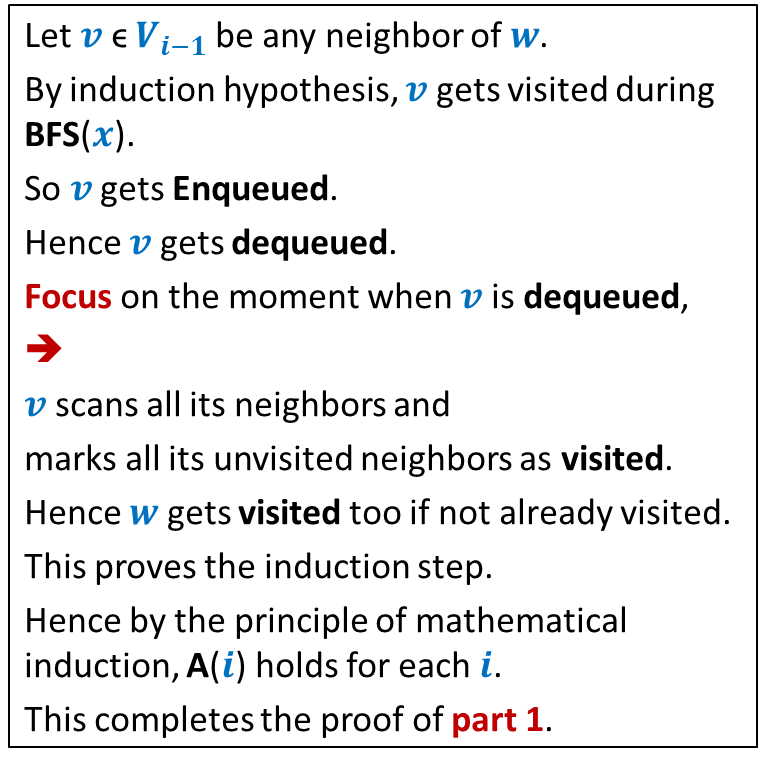 Let v ϵ V_{i−1} be any neighbor of w.
By induction hypothesis, v gets visited during
BFS(x).
So v gets Enqueued.
Hence v gets dequeued.
Focus on the moment when v is dequeued,
➔
v scans all its neighbors and
marks all its unvisited neighbors as visited.
Hence w gets visited too if not already visited.
This proves the induction step.
Hence by the principle of mathematical
induction, A(i) holds for each i.
This completes the proof of part 1.